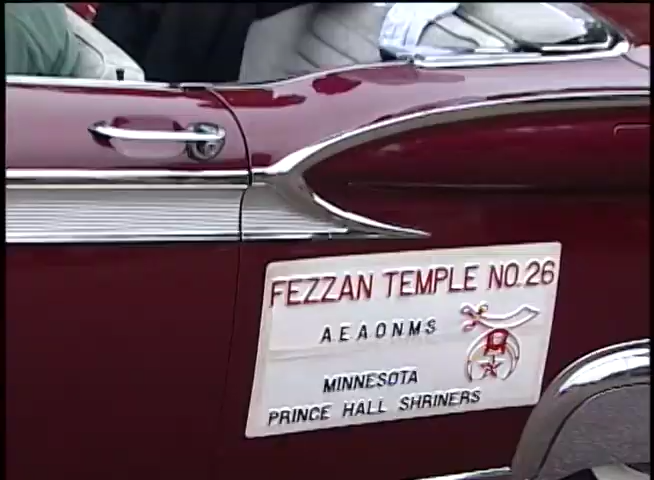 FEZZAN TEMPLE NO. 26
AEAONMS
MINNESOTA
PRINCE HALL SHRINERS